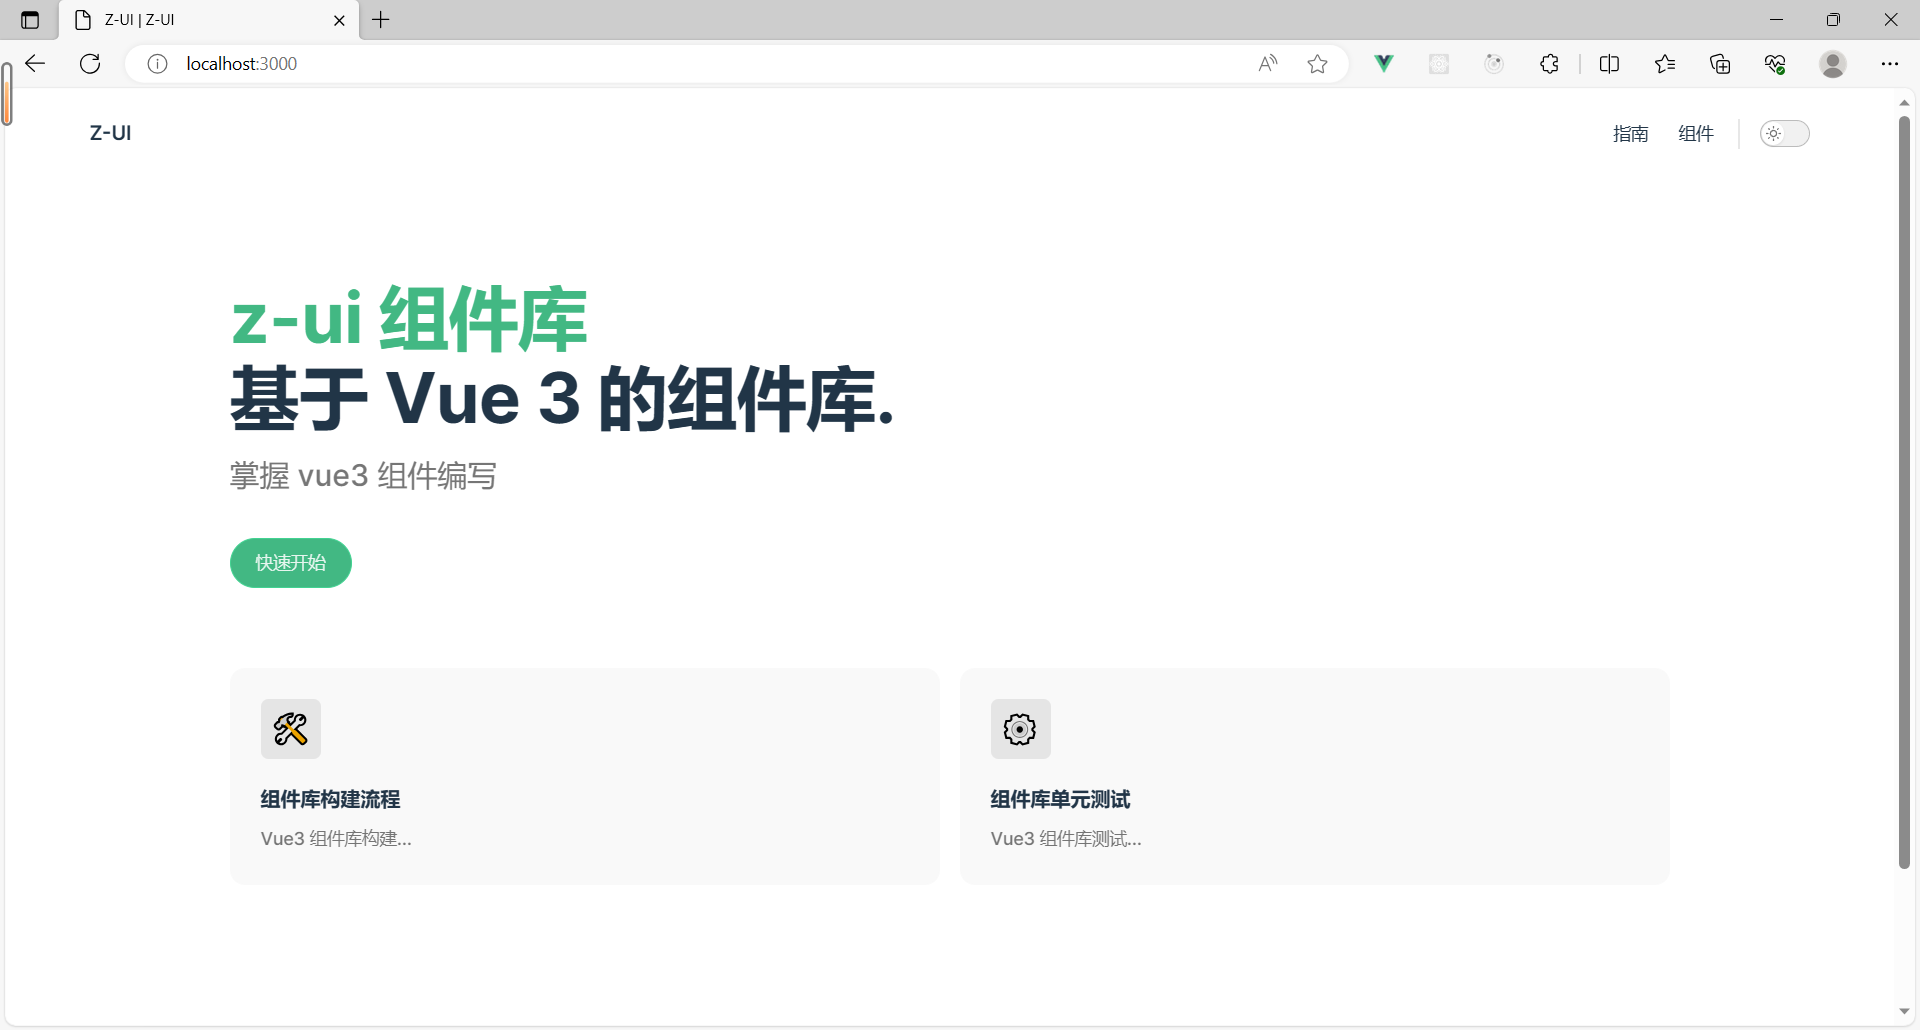 Z-UI | Z-UI
localhost:3000
Z-UI
指南 组件
z-ui 组件库
基于 Vue 3 的组件库.
掌握 vue3 组件编写
快速开始
组件库构建流程
Vue3 组件库构建...
组件库单元测试
Vue3 组件库测试...